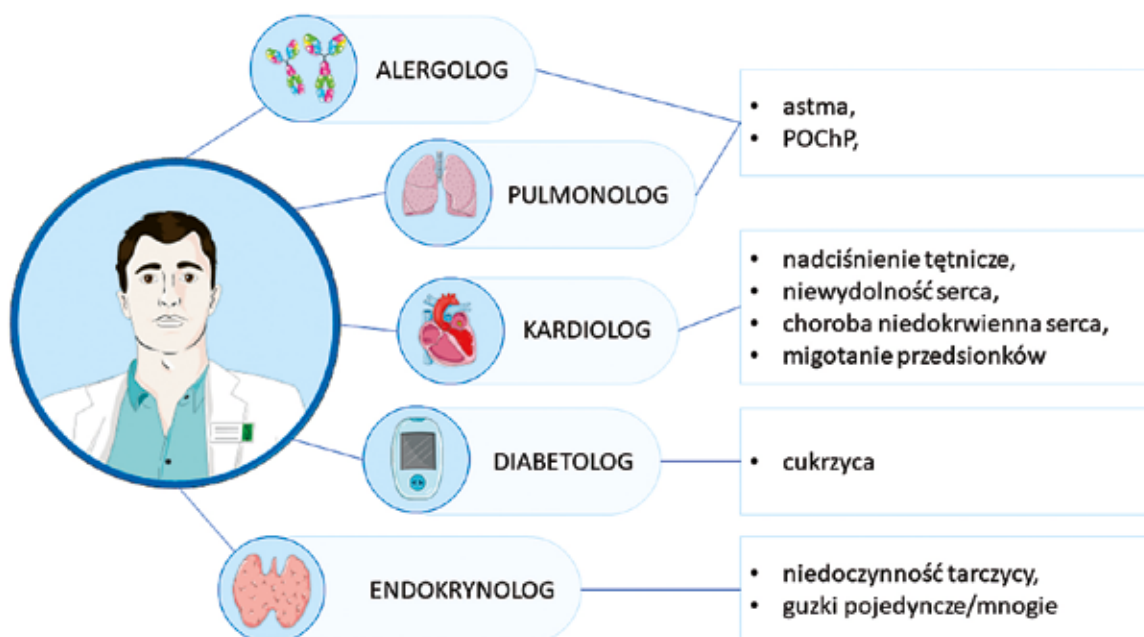 ALERGOLOG
• astma,
• POChP,
PULMONOLOG
KARDIOLOG
• nadciśnienie tętnicze,
• niewydolność serca,
• choroba niedokrwienna serca,
• migotanie przedsionków
DIABETOLOG
• cukrzyca
ENDOKRYNOLOG
• niedoczynność tarczycy,
• guzki pojedyncze/mnogie